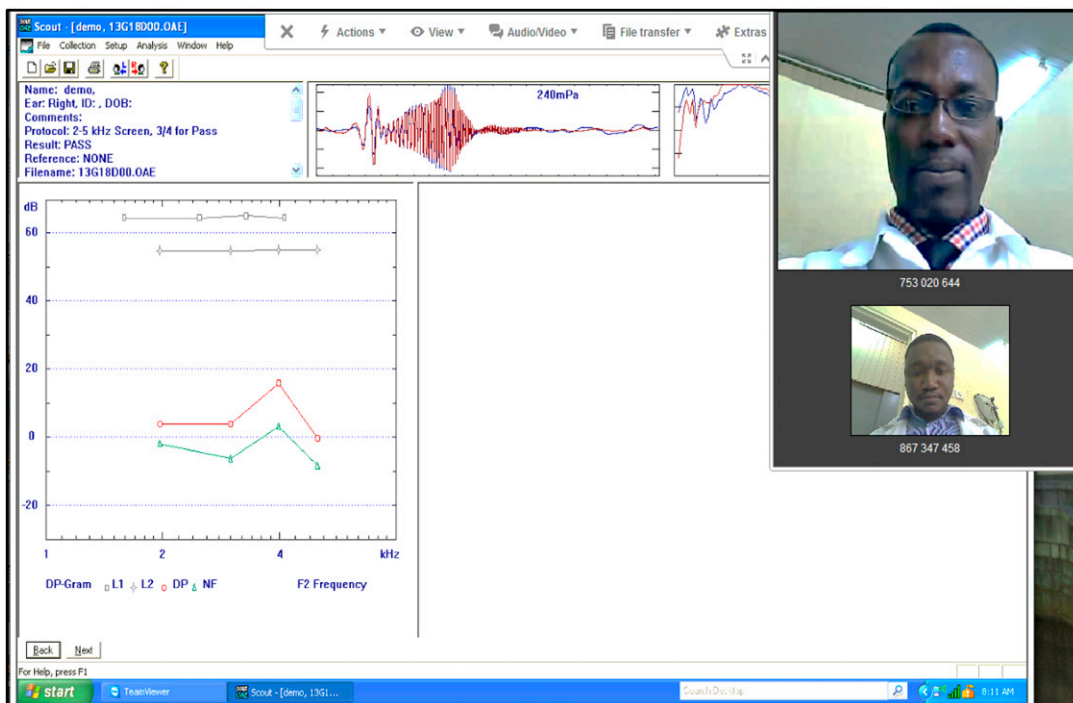 Scout - [demo, 13G18D00.OAE]
Actions View Audio/Video File transfer Extras
File Collection Setup Analysis Window Help
Name: demo,
Ear: Right, ID: , DOB:
Comments:
Protocol: 2-5 kHz Screen, 3/4 for Pass
Result: PASS
Reference: NONE
Filename: 13G18D00.OAE
240mPa
753 020 644
867 347 458
dB
60
40
20
0
-20
1 2 4 kHz
DP-Gram L1 L2 DP NF F2 Frequency
Back Next
For Help, press F1
start TeamViewer Scout - [demo, 13G1... Search Desktop 8:11 AM